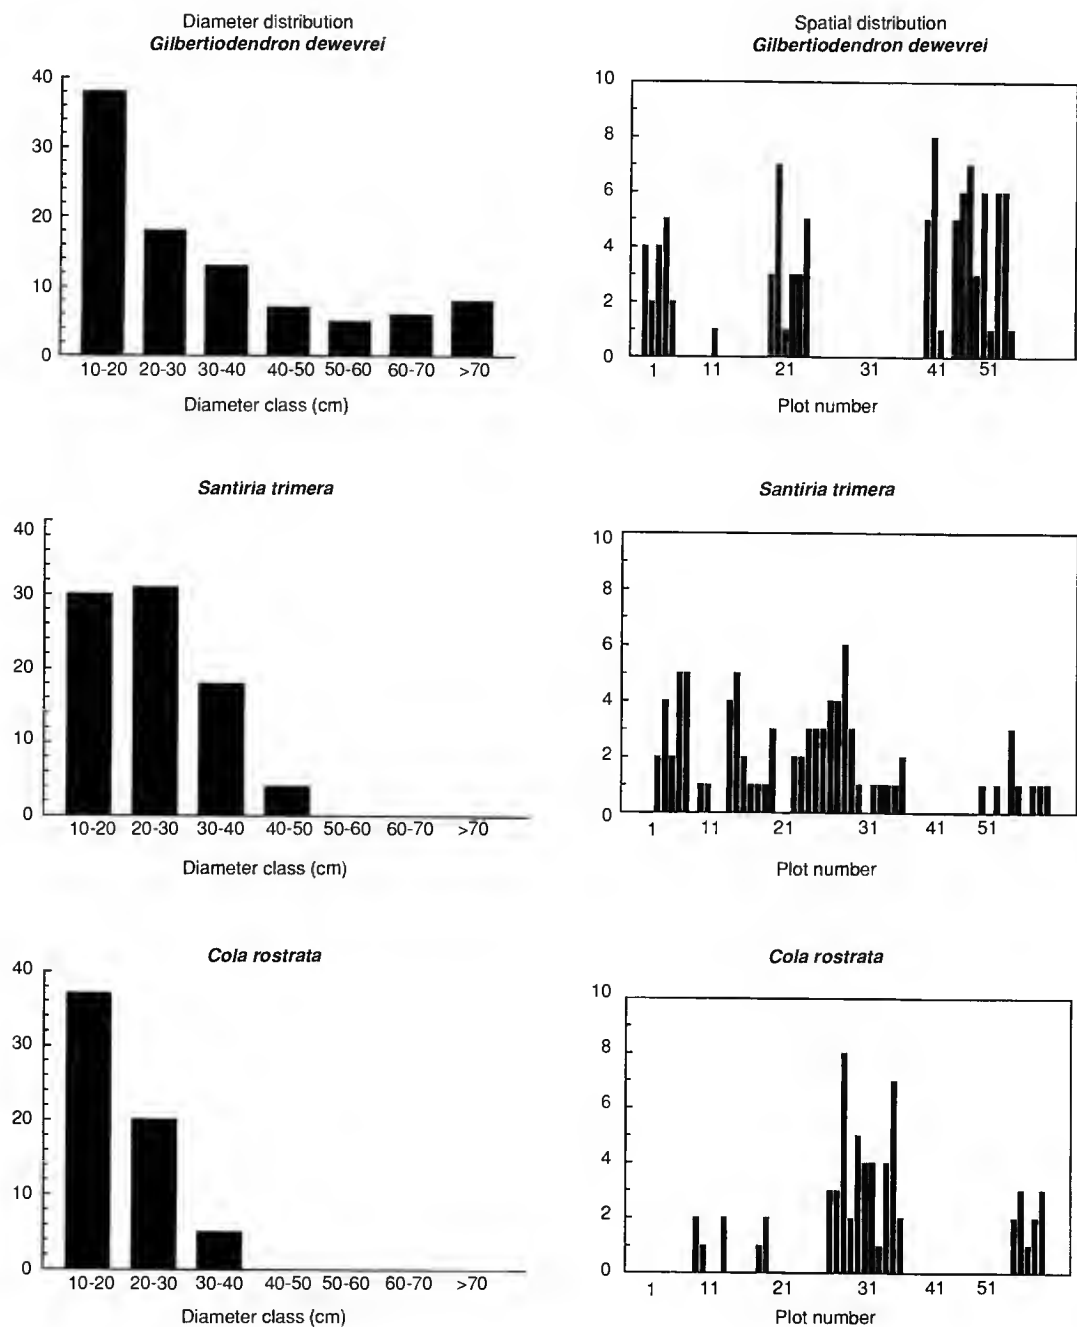 Diameter distribution
Gilbertiodendron dewevrei
40
30
20
10
0
10-20 20-30 30-40 40-50 50-60 60-70 >70
Diameter class (cm)
Spatial distribution
Gilbertiodendron dewevrei
10
8
6
4
2
0
1 11 21 31 41 51
Plot number
Santiria trimera
40
30
20
10
0
10-20 20-30 30-40 40-50 50-60 60-70 >70
Diameter class (cm)
Santiria trimera
10
8
6
4
2
0
1 11 21 31 41 51
Plot number
Cola rostrata
40
30
20
10
0
10-20 20-30 30-40 40-50 50-60 60-70 >70
Diameter class (cm)
Cola rostrata
10
8
6
4
2
0
1 11 21 31 41 51
Plot number